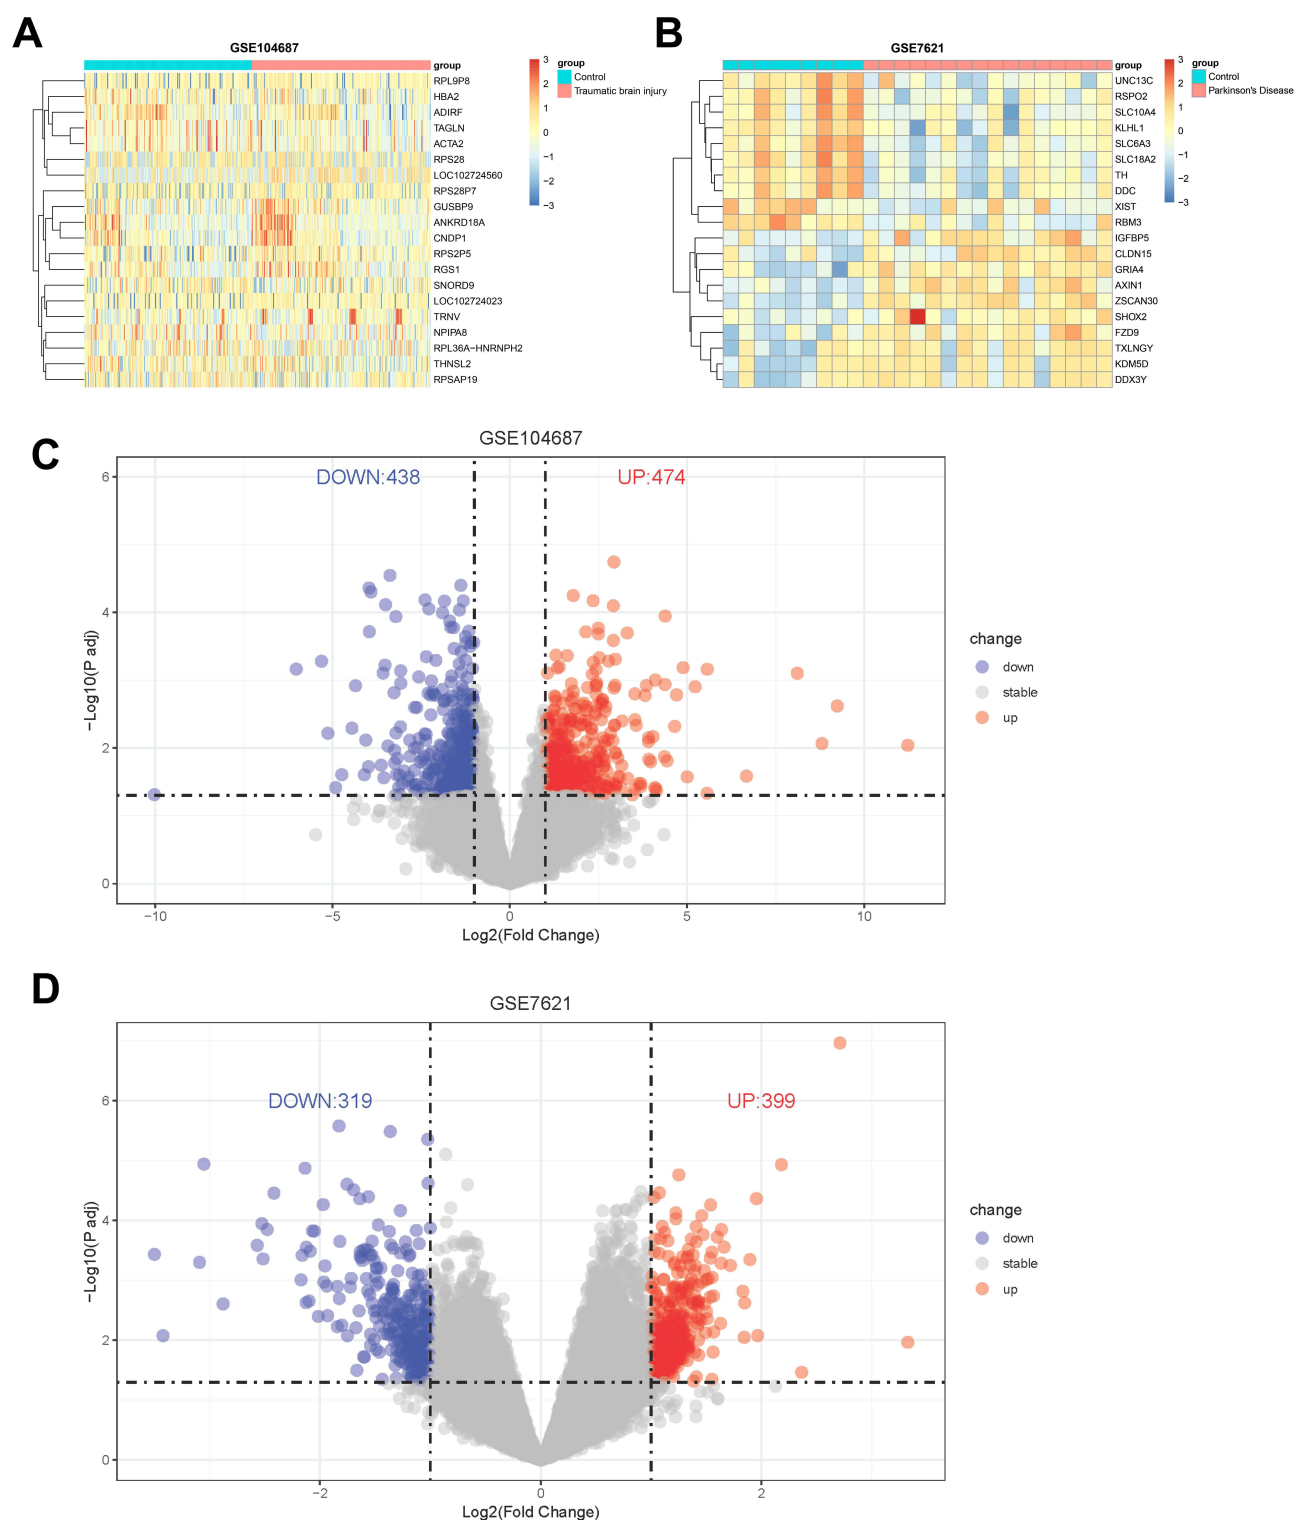 A
GSE104687
group
RPL9P8
HBA2
ADIRF
TAGLN
ACTA2
RPS28
LOC102724560
RPS28P7
GUSBP9
ANKRD18A
CNDP1
RPS2P5
RGS1
SNORD9
LOC102724023
TRNV
NPIPA8
RPL36A−HNRNPH2
THNSL2
RPSAP19
3
2
1
0
−1
−2
−3
group
Control
Traumatic brain injury
B
GSE7621
group
UNC13C
RSPO2
SLC10A4
KLHL1
SLC6A3
SLC18A2
TH
DDC
XIST
RBM3
IGFBP5
CLDN15
GRIA4
AXIN1
ZSCAN30
SHOX2
FZD9
TXLNGY
KDM5D
DDX3Y
3
2
1
0
−1
−2
−3
group
Control
Parkinson's Disease
C
GSE104687
DOWN:438
UP:474
6
4
2
0
−Log10(P adj)
−10
−5
0
5
10
Log2(Fold Change)
change
down
stable
up
D
GSE7621
DOWN:319
UP:399
6
4
2
0
−Log10(P adj)
−2
0
2
Log2(Fold Change)
change
down
stable
up